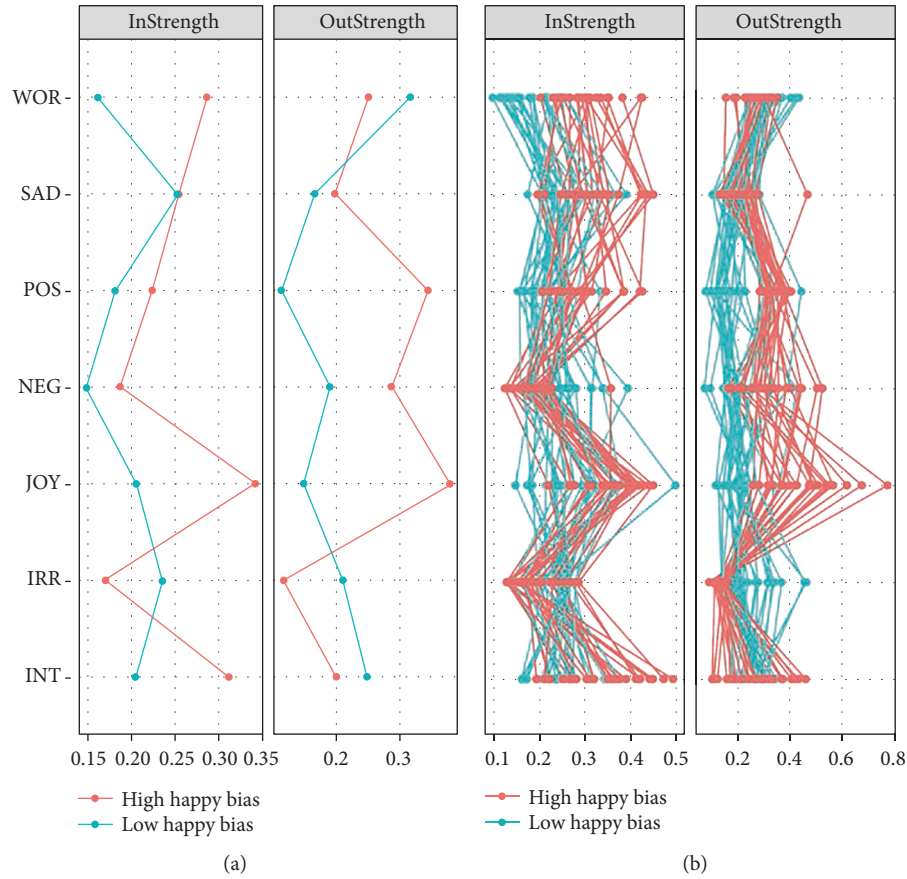 InStrength OutStrength InStrength OutStrength
WOR
SAD
POS
NEG
JOY
IRR
INT
0.15 0.20 0.25 0.30 0.35 0.2 0.3 0.1 0.2 0.3 0.4 0.5 0.2 0.4 0.6 0.8
High happy bias High happy bias
Low happy bias Low happy bias
(a) (b)